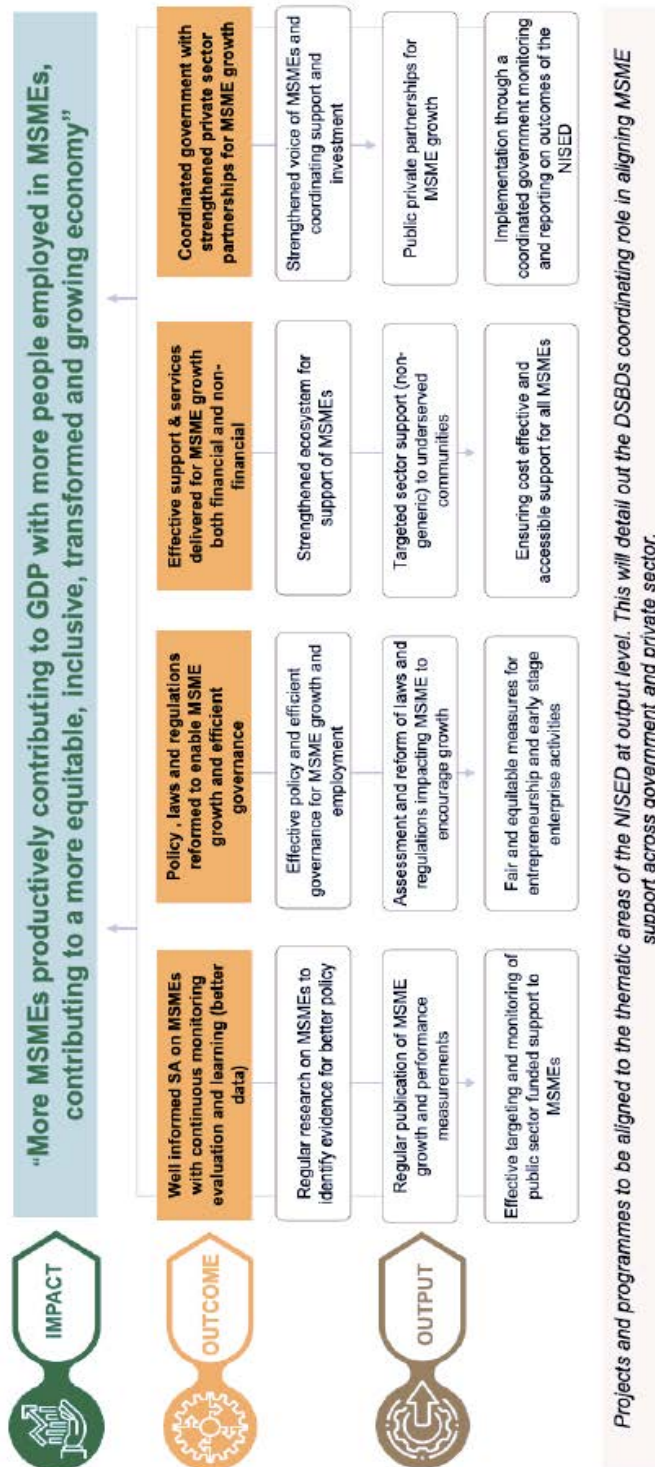 IMPACT
"More MSMEs productively contributing to GDP with more people employed in MSMEs,
contributing to a more equitable, inclusive, transformed and growing economy"
OUTCOME
Well informed SA on MSMEs
with continuous monitoring
evaluation and learning (better
data)
Policy , laws and regulations
reformed to enable MSME
growth and efficient
governance
Effective support & services
delivered for MSME growth
both financial and non-
financial
Coordinated government with
strengthened private sector
partnerships for MSME growth
OUTPUT
Regular research on MSMEs to
identify evidence for better policy
Effective policy and efficient
governance for MSME growth and
employment
Strengthened ecosystem for
support of MSMEs
Strengthened voice of MSMEs and
coordinating support and
investment
Regular publication of MSME
growth and performance
measurements
Assessment and reform of laws and
regulations impacting MSME to
encourage growth
Targeted sector support (non-
generic) to underserved
communities
Public private partnerships for
MSME growth
Effective targeting and monitoring of
public sector funded support to
MSMEs
Fair and equitable measures for
entrepreneurship and early stage
enterprise activities
Ensuring cost effective and
accessible support for all MSMEs
Implementation through a
coordinated government monitoring
and reporting on outcomes of the
NISED
Projects and programmes to be aligned to the thematic areas of the NISED at output level. This will detail out the DSBDs coordinating role in aligning MSME
support across government and private sector.